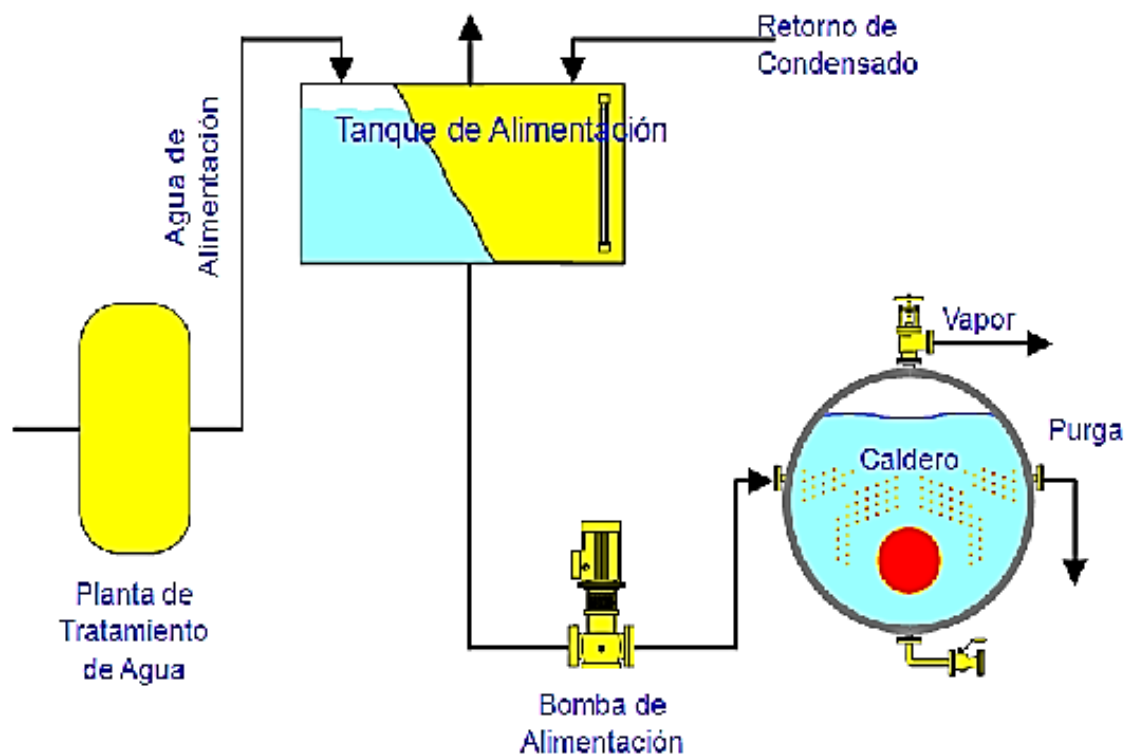 Retorno de
Condensado
Tanque de Alimentación
Agua de
Alimentación
Vapor
Purga
Caldero
Planta de
Tratamiento
de Agua
Bomba de
Alimentación